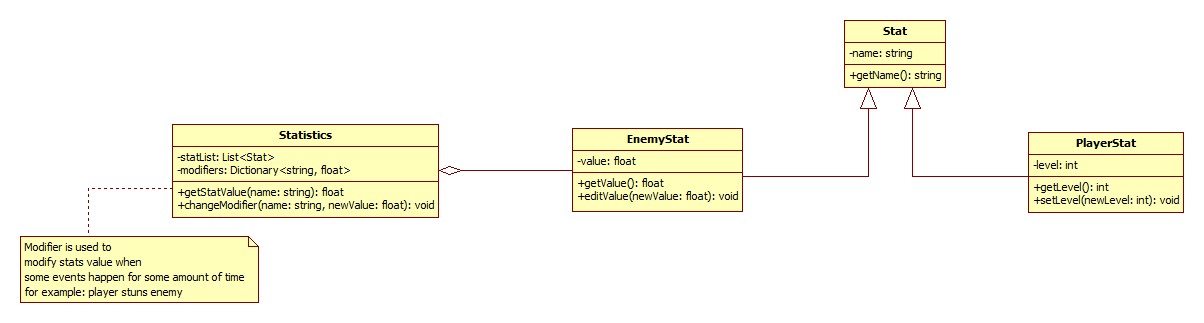 Stat
-name: string
+getName(): string
Statistics
-statList: List<Stat>
-modifiers: Dictionary<string, float>
+getStatValue(name: string): float
+changeModifier(name: string, newValue: float): void
EnemyStat
-value: float
+getValue(): float
+editValue(newValue: float): void
PlayerStat
-level: int
+getLevel(): int
+setLevel(newLevel: int): void
Modifier is used to
modify stats value when
some events happen for some amount of time
for example: player stuns enemy